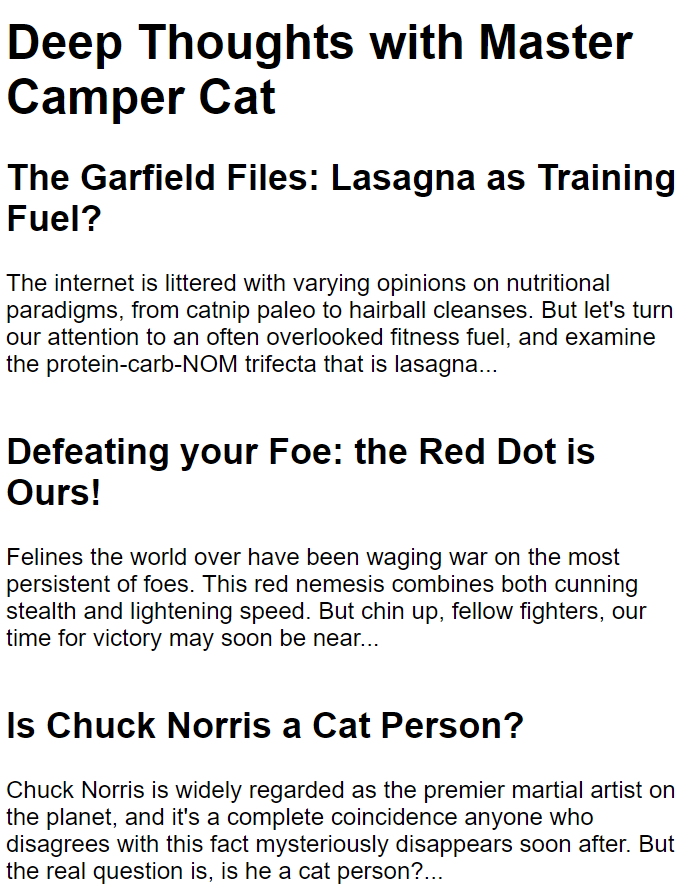 Deep Thoughts with Master
Camper Cat
The Garfield Files: Lasagna as Training
Fuel?
The internet is littered with varying opinions on nutritional
paradigms, from catnip paleo to hairball cleanses. But let's turn
our attention to an often overlooked fitness fuel, and examine
the protein-carb-NOM trifecta that is lasagna...
Defeating your Foe: the Red Dot is
Ours!
Felines the world over have been waging war on the most
persistent of foes. This red nemesis combines both cunning
stealth and lightening speed. But chin up, fellow fighters, our
time for victory may soon be near...
Is Chuck Norris a Cat Person?
Chuck Norris is widely regarded as the premier martial artist on
the planet, and it's a complete coincidence anyone who
disagrees with this fact mysteriously disappears soon after. But
the real question is, is he a cat person?...